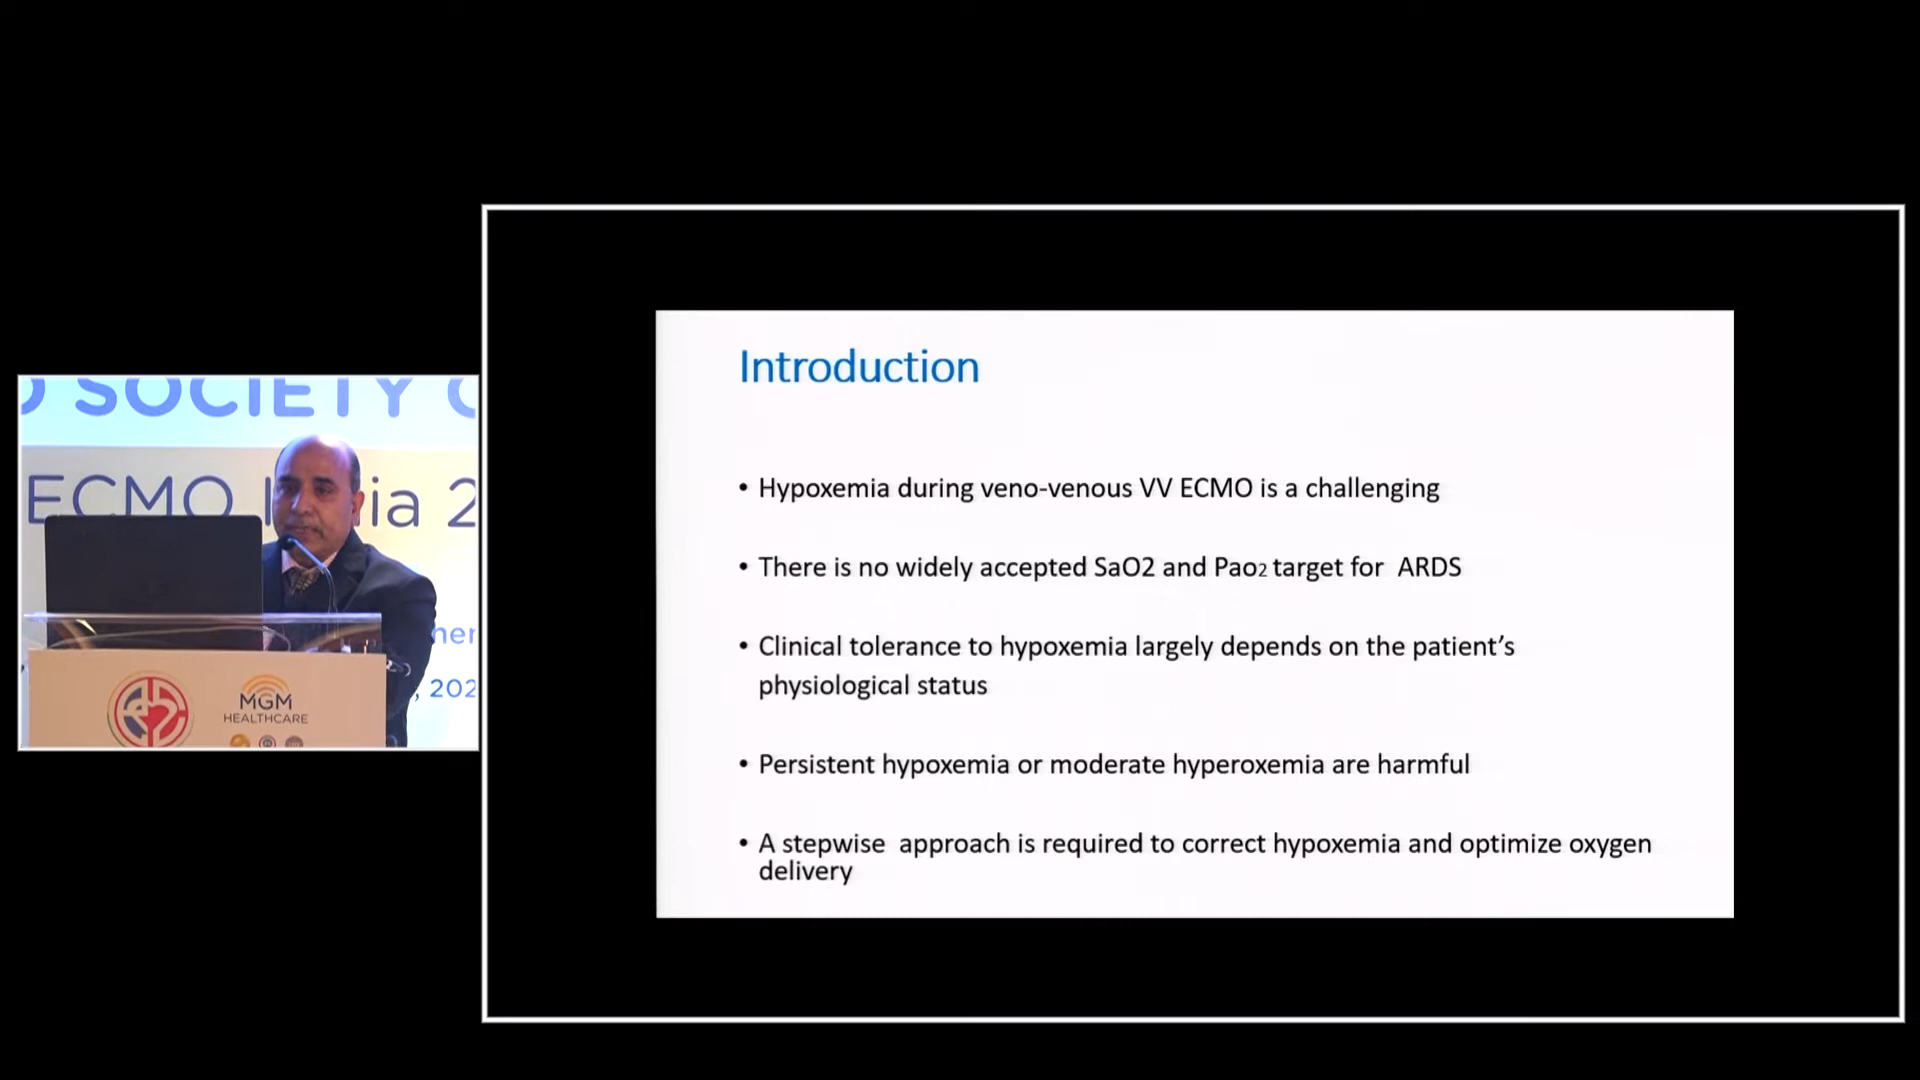 SOCIETY
ECMO
ia 2
, 202
MGM
HEALTHCARE
Introduction
• Hypoxemia during veno-venous VV ECMO is a challenging
• There is no widely accepted SaO2 and Pao2 target for ARDS
• Clinical tolerance to hypoxemia largely depends on the patient’s
physiological status
• Persistent hypoxemia or moderate hyperoxemia are harmful
• A stepwise approach is required to correct hypoxemia and optimize oxygen
delivery